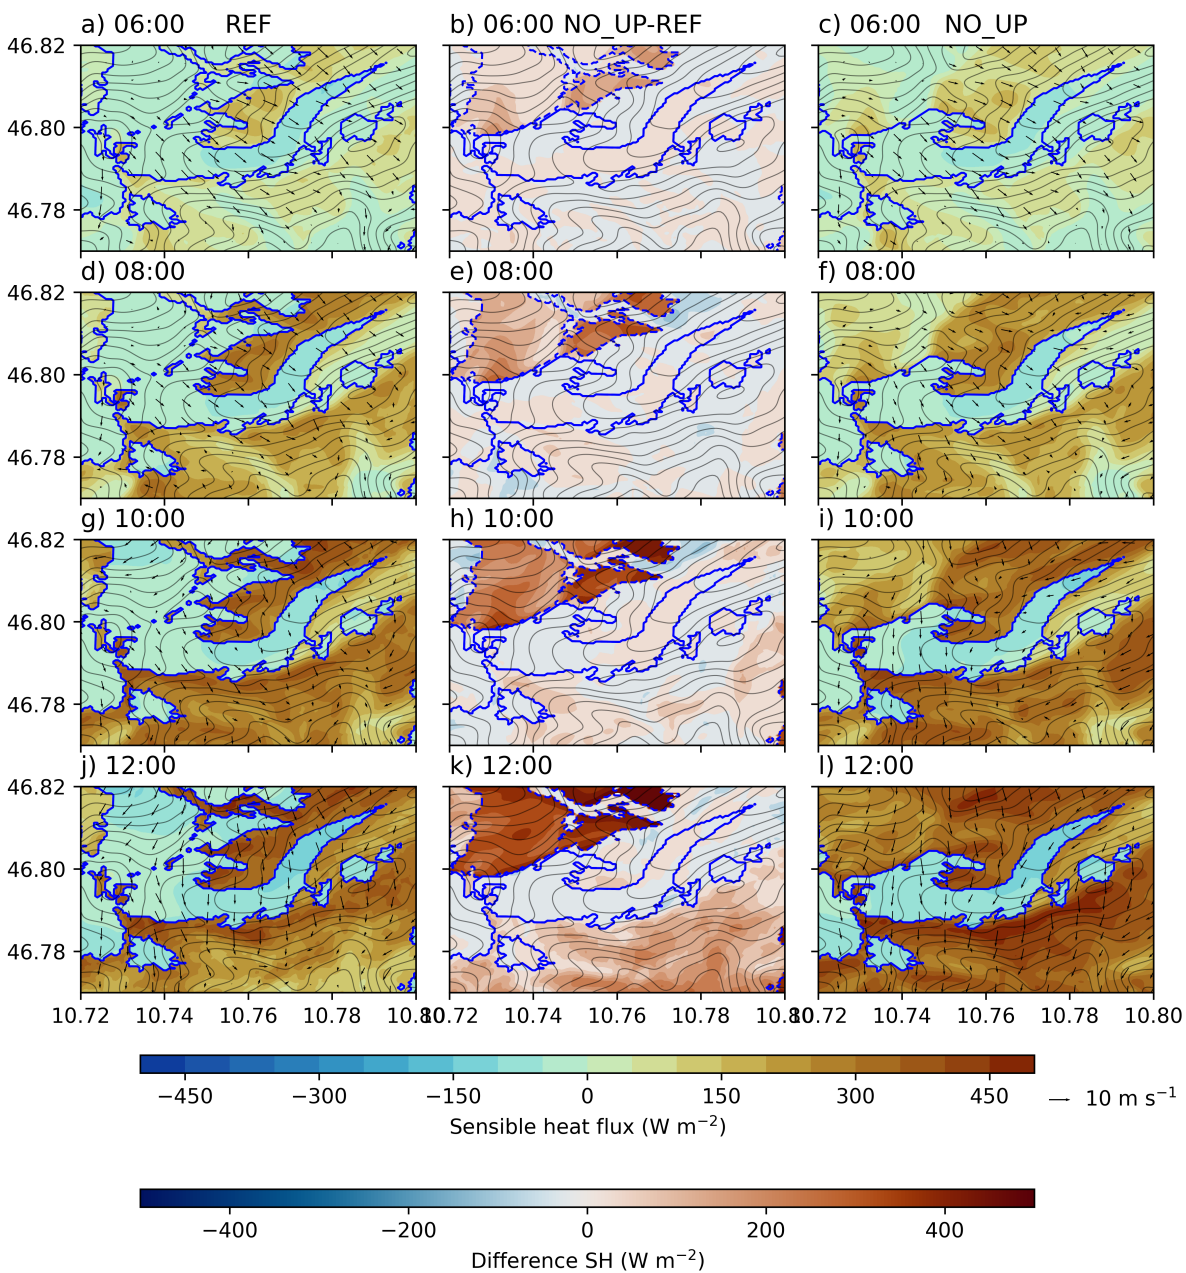 a) 06:00 REF
b) 06:00 NO_UP-REF
c) 06:00 NO_UP
46.82
46.80
46.78
d) 08:00
e) 08:00
f) 08:00
46.82
46.80
46.78
g) 10:00
h) 10:00
i) 10:00
46.82
46.80
46.78
j) 12:00
k) 12:00
l) 12:00
46.82
46.80
46.78
10.72 10.74 10.76 10.78 10.80
10.72 10.74 10.76 10.78 10.80
10.72 10.74 10.76 10.78 10.80
−450 −300 −150 0 150 300 450
10 m s⁻¹
Sensible heat flux (W m⁻²)
−400 −200 0 200 400
Difference SH (W m⁻²)